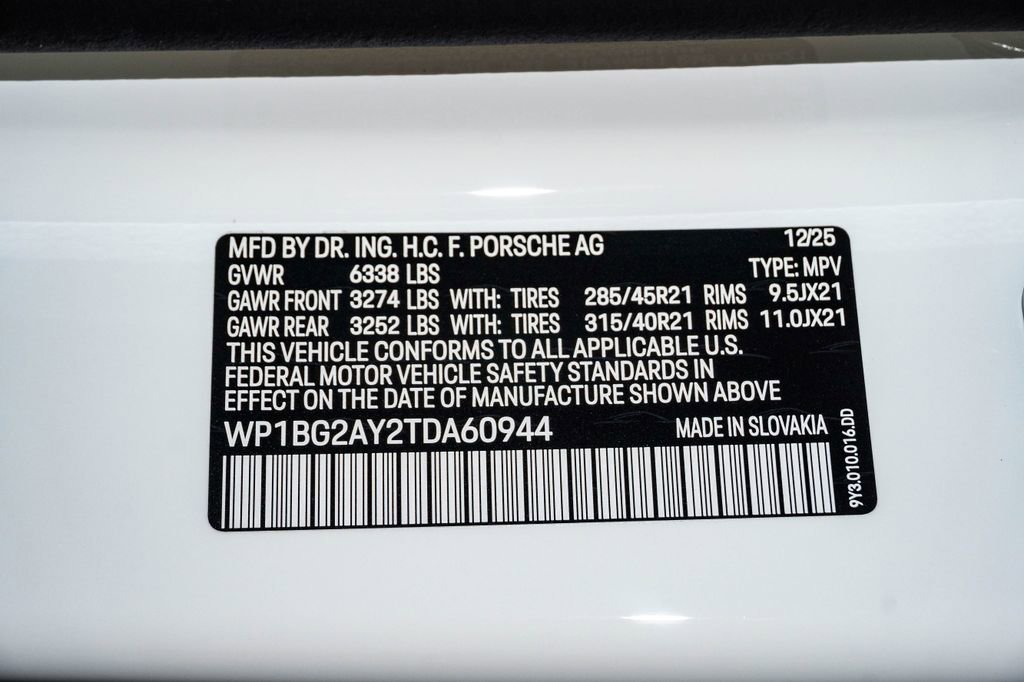 MFD BY DR. ING. H.C. F. PORSCHE AG 12/25
GVWR 6338 LBS TYPE: MPV
GAWR FRONT 3274 LBS WITH: TIRES 285/45R21 RIMS 9.5JX21
GAWR REAR 3252 LBS WITH: TIRES 315/40R21 RIMS 11.0JX21
THIS VEHICLE CONFORMS TO ALL APPLICABLE U.S.
FEDERAL MOTOR VEHICLE SAFETY STANDARDS IN
EFFECT ON THE DATE OF MANUFACTURE SHOWN ABOVE
WP1BG2AY2TDA60944 MADE IN SLOVAKIA
9Y3.010.016.DD